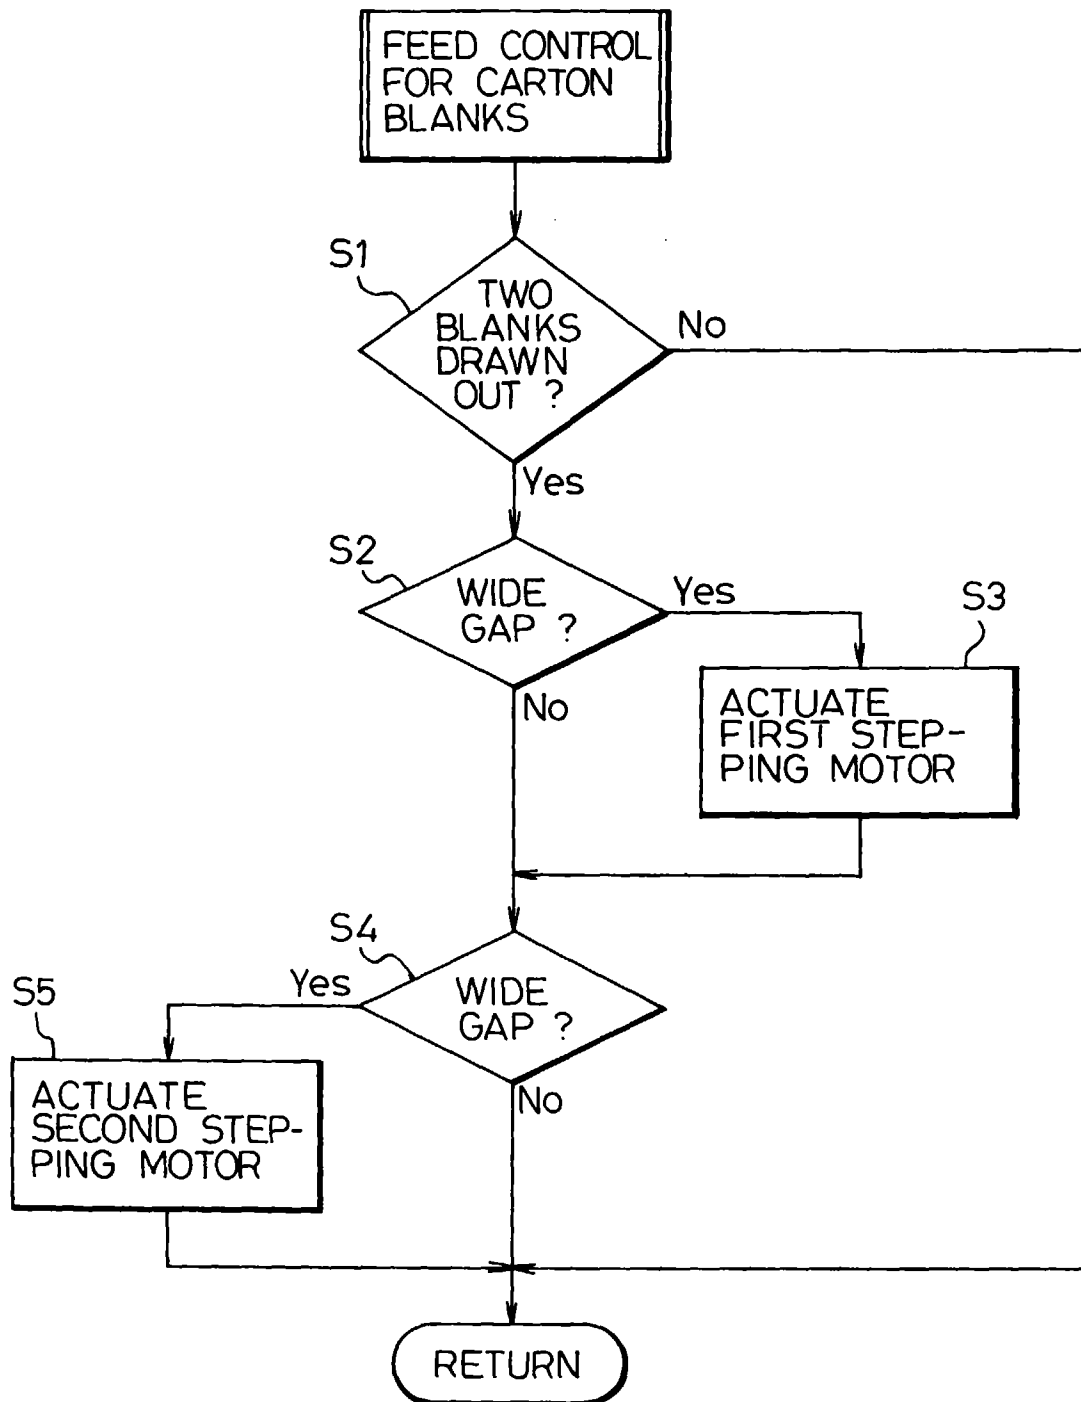 FEED CONTROL
FOR CARTON
BLANKS
S1
TWO
BLANKS
DRAWN
OUT ?
No
Yes
S2
WIDE
GAP ?
Yes
No
S3
ACTUATE
FIRST STEP-
PING MOTOR
S4
WIDE
GAP ?
Yes
No
S5
ACTUATE
SECOND STEP-
PING MOTOR
RETURN